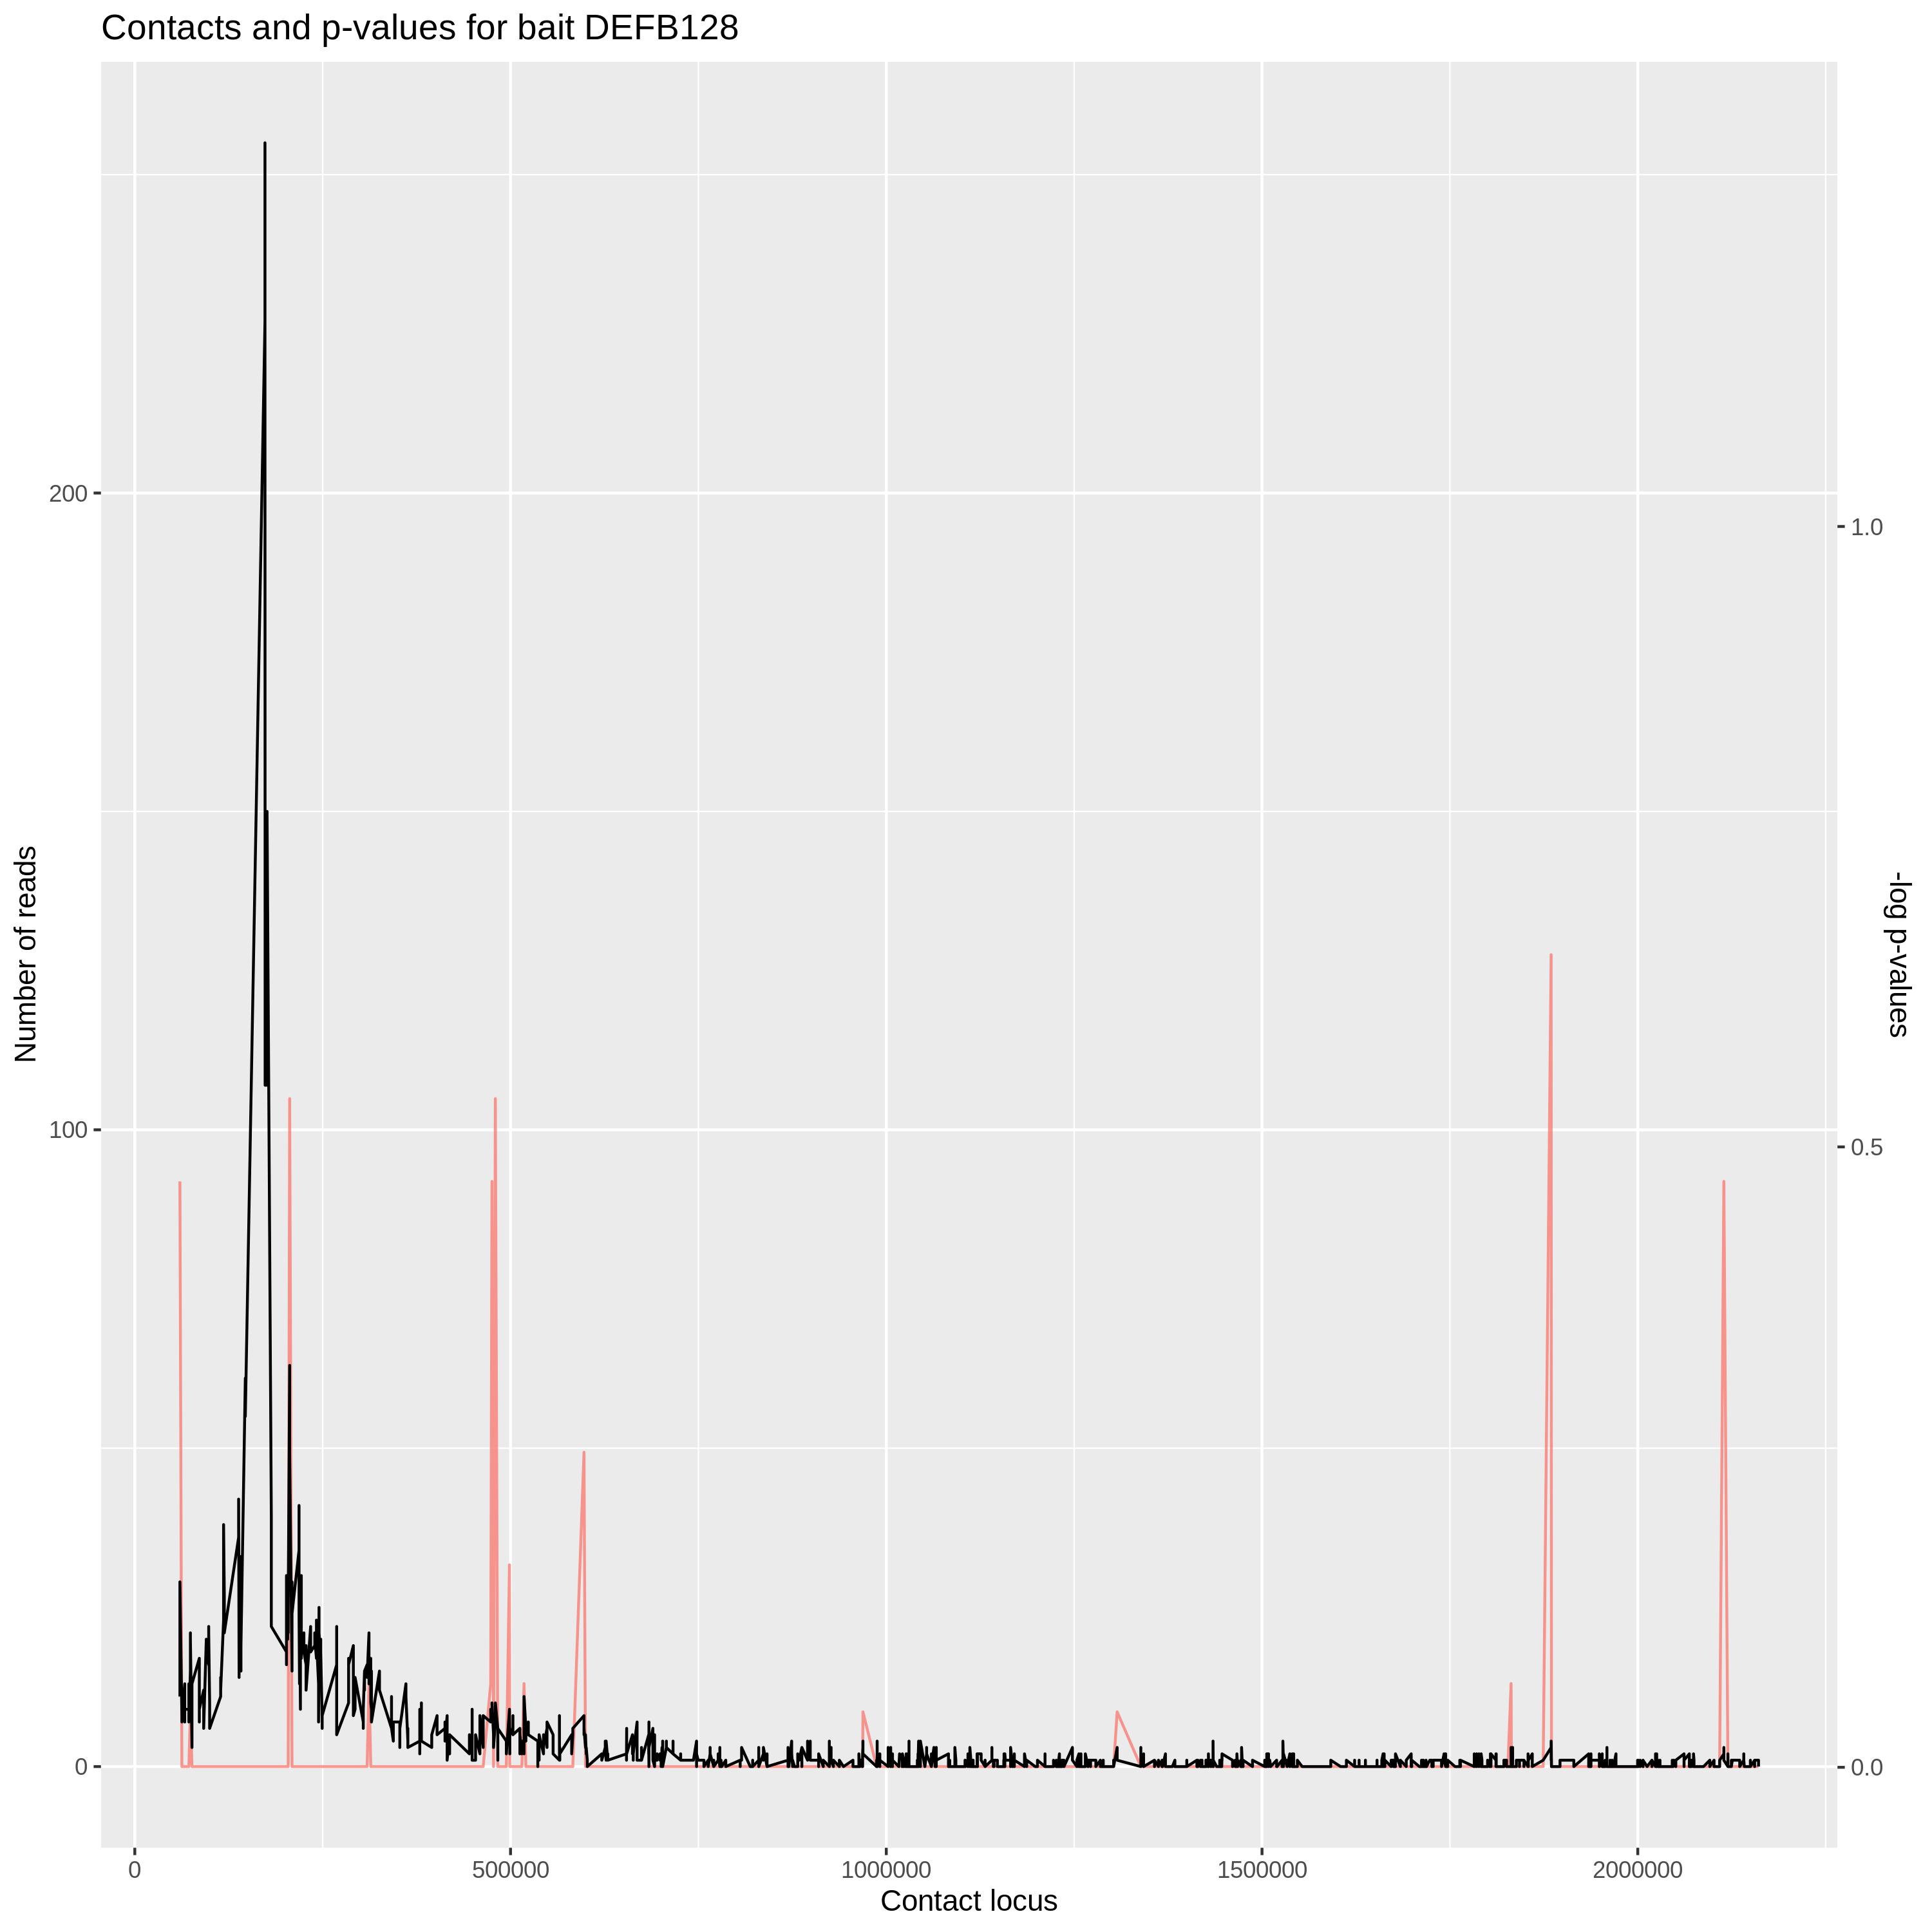 Contacts and p-values for bait DEFB128
Number of reads
200
100
0
1.0
0.5
0.0
-log p-values
0
500000
1000000
1500000
2000000
Contact locus